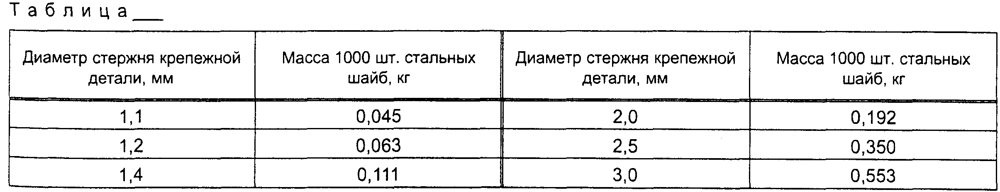 Таблица ___
Диаметр стержня крепежной детали, мм
Масса 1000 шт. стальных шайб, кг
Диаметр стержня крепежной детали, мм
Масса 1000 шт. стальных шайб, кг
1,1 0,045 2,0 0,192
1,2 0,063 2,5 0,350
1,4 0,111 3,0 0,553